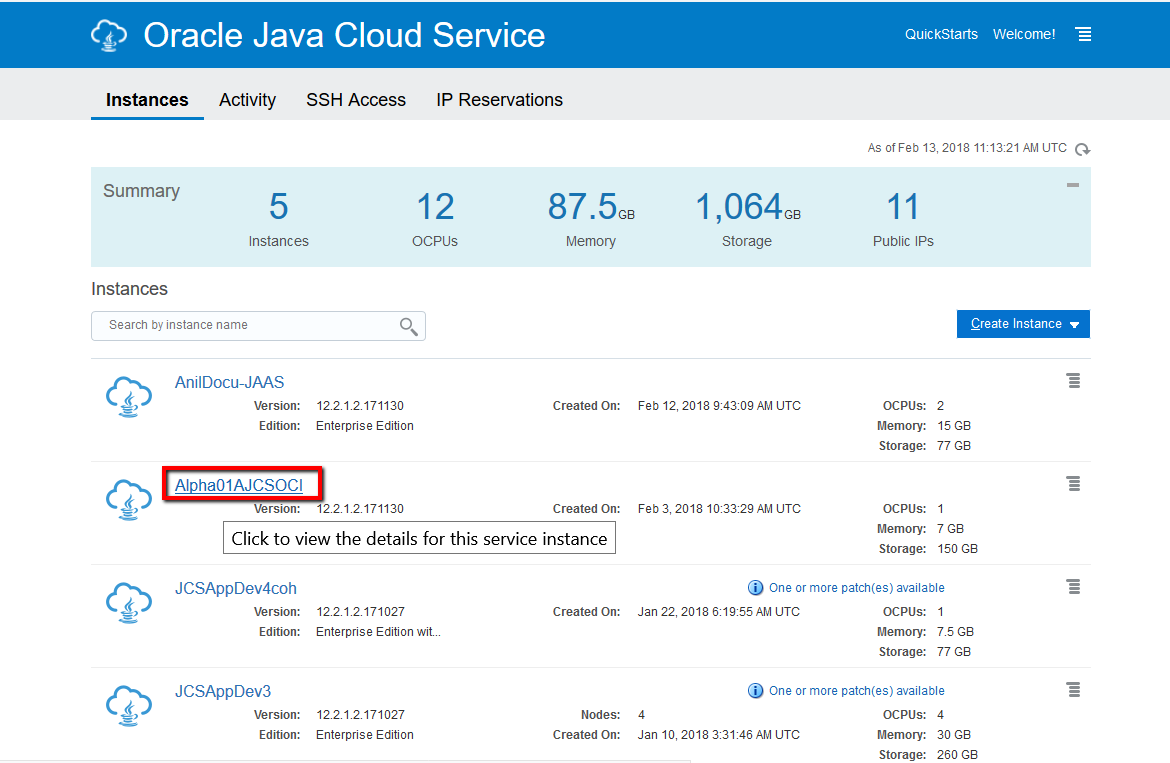 Oracle Java Cloud Service
QuickStarts Welcome!
Instances Activity SSH Access IP Reservations
As of Feb 13, 2018 11:13:21 AM UTC
Summary
5 12 87.5GB 1,064GB 11
Instances OCPUs Memory Storage Public IPs
Instances
Search by instance name
Create Instance
AnilDocu-JAAS
Version: 12.2.1.2.171130 Created On: Feb 12, 2018 9:43:09 AM UTC OCPUs: 2
Edition: Enterprise Edition Memory: 15 GB
Storage: 77 GB
Alpha01AJCSOCI
Version: 12.2.1.2.171130 Created On: Feb 3, 2018 10:33:29 AM UTC OCPUs: 1
Memory: 7 GB
Click to view the details for this service instance
Storage: 150 GB
JCSAppDev4coh One or more patch(es) available
Version: 12.2.1.2.171027 Created On: Jan 22, 2018 6:19:55 AM UTC OCPUs: 1
Edition: Enterprise Edition wit... Memory: 7.5 GB
Storage: 77 GB
JCSAppDev3 One or more patch(es) available
Version: 12.2.1.2.171027 Nodes: 4 OCPUs: 4
Edition: Enterprise Edition Created On: Jan 10, 2018 3:31:46 AM UTC Memory: 30 GB
Storage: 260 GB